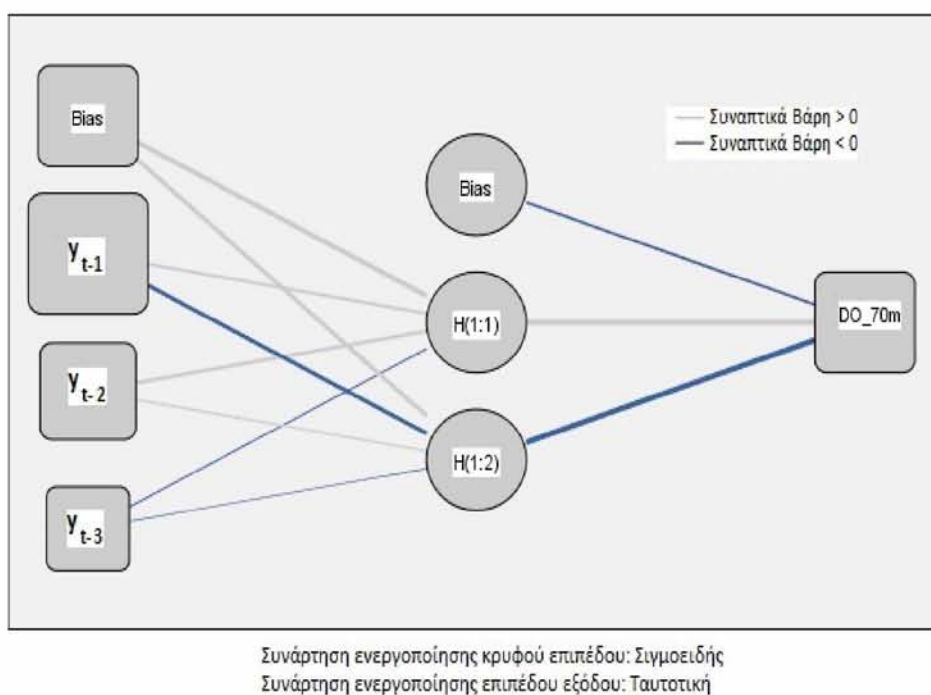 Bias
y t-1
y t-2
y t-3
Bias
H(1:1)
H(1:2)
DO_70m
Συναπτικά Βάρη > 0
Συναπτικά Βάρη < 0
Συνάρτηση ενεργοποίησης κρυφού επιπέδου: Σιγμοειδής
Συνάρτηση ενεργοποίησης επιπέδου εξόδου: Ταυτοτική